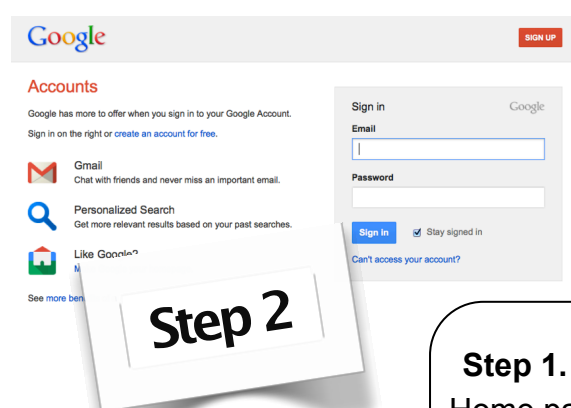 Google
SIGN UP
Accounts
Google has more to offer when you sign in to your Google Account.
Sign in on the right or create an account for free.
Gmail
Chat with friends and never miss an important email.
Personalized Search
Get more relevant results based on your past searches.
Like Google?
See more
Sign in
Google
Email
Password
Sign in
Stay signed in
Can't access your account?
Step 2
Step 1.
Home